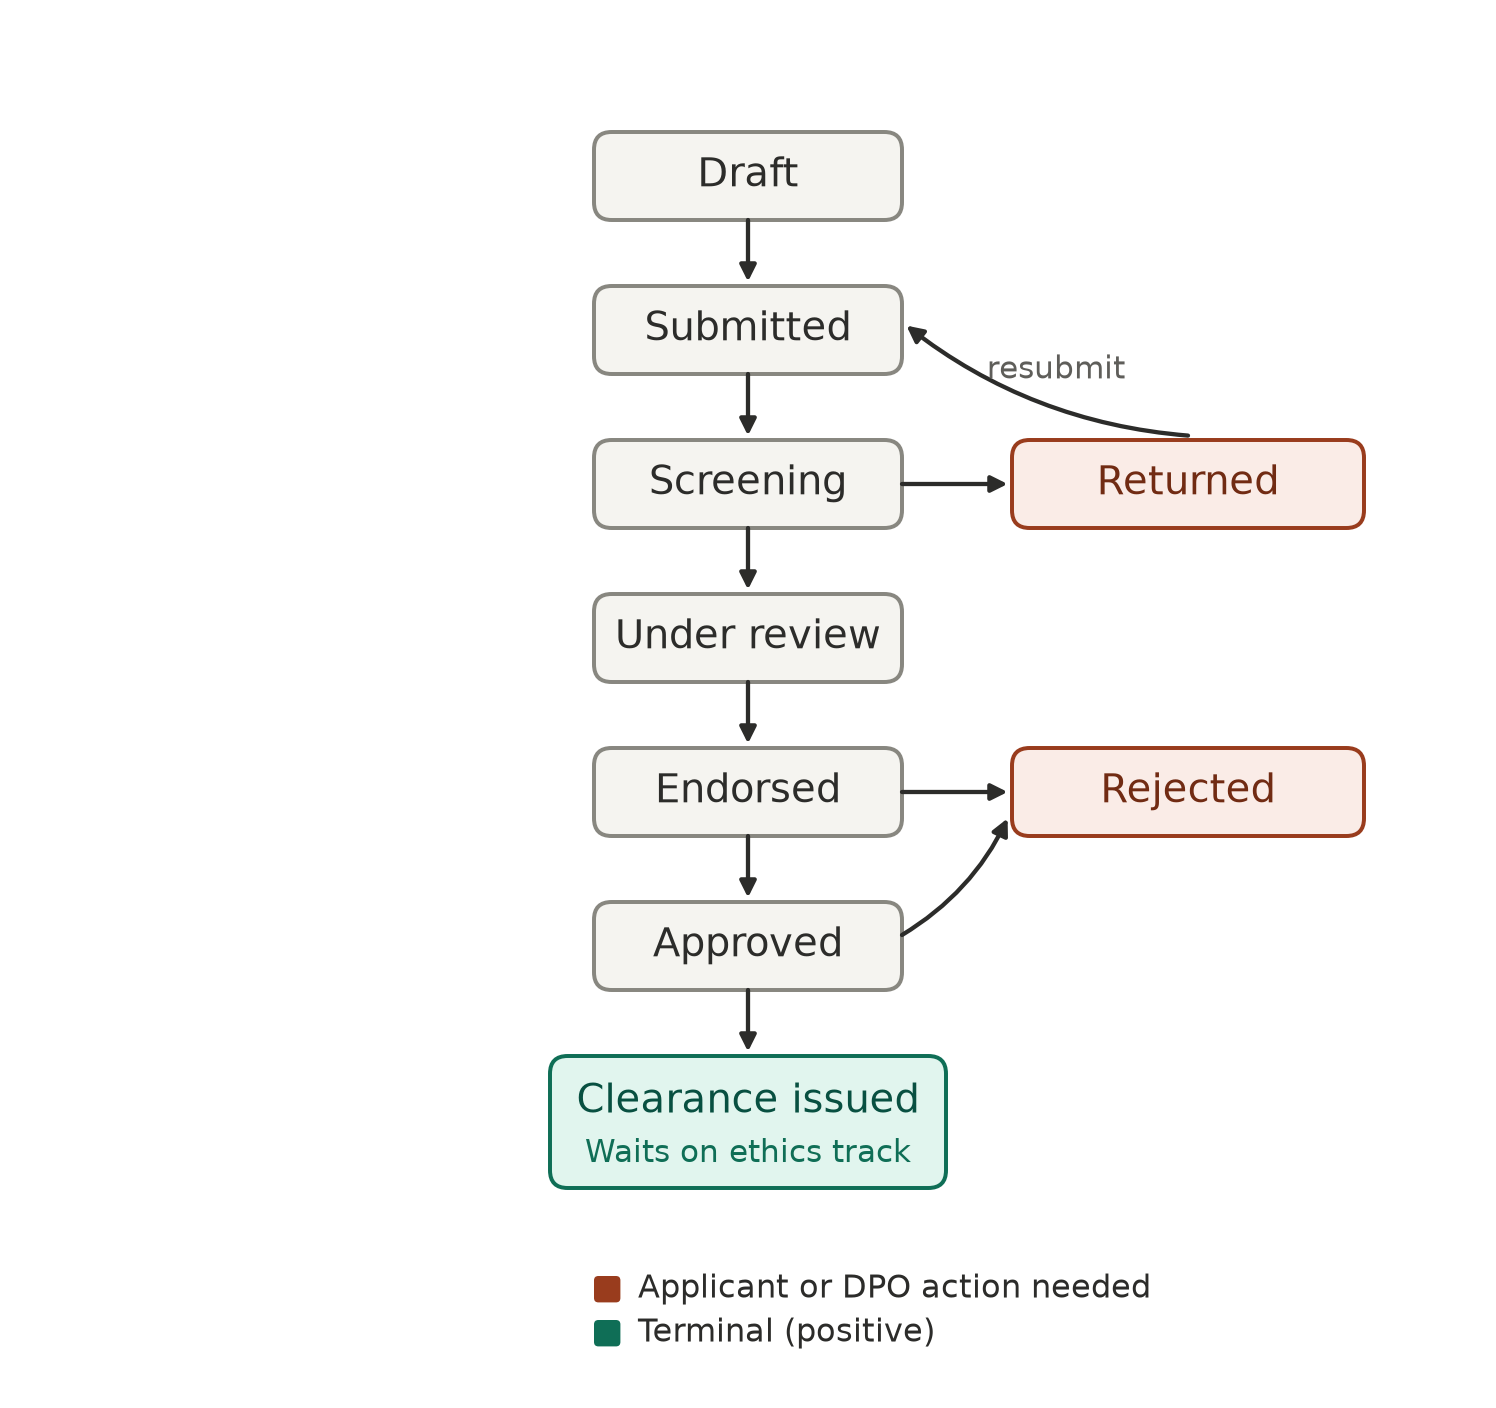 Draft
Submitted
resubmit
Screening
Returned
Under review
Endorsed
Rejected
Approved
Clearance issued
Waits on ethics track
Applicant or DPO action needed
Terminal (positive)